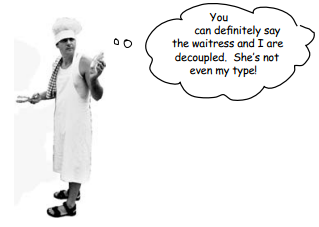 You
can definitely say
the waitress and I are
decoupled. She's not
even my type!